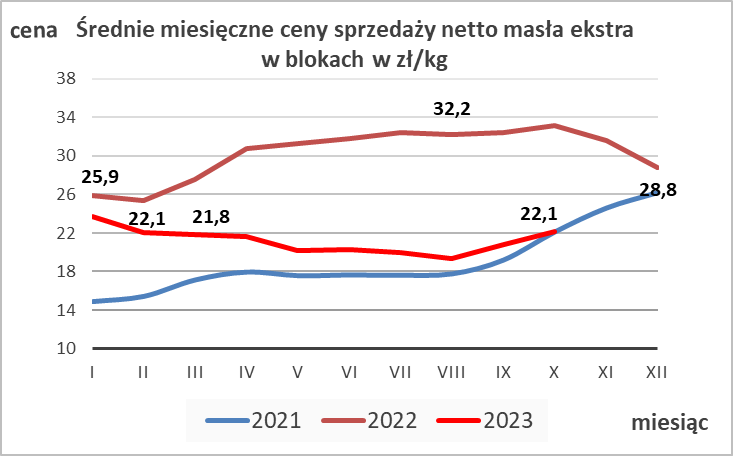 cena Średnie miesięczne ceny sprzedaży netto masła ekstra
w blokach w zł/kg
38
34
30
26
22
18
14
10
25,9
22,1
21,8
32,2
22,1
28,8
I II III IV V VI VII VIII IX X XI XII
2021 2022 2023
miesiąc